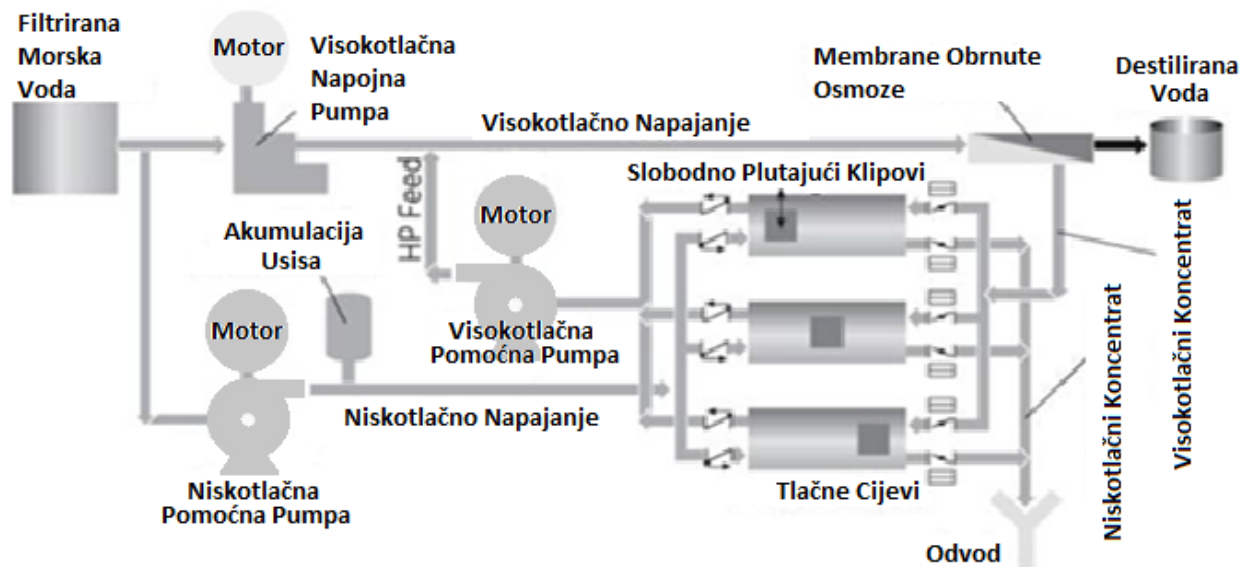 Filtrirana
Morska
Voda
Motor
Visokotlačna
Napojna
Pumpa
Visokotlačno Napajanje
Membrane Obrnute
Osmoze
Destilirana
Voda
HP Feed
Motor
Slobodno Plutajući Klipovi
Akumulacija
Usisa
Motor
Visokotlačna
Pomoćna Pumpa
Niskotlačno Napajanje
Niskotlačna
Pomoćna Pumpa
Tlačne Cijevi
Niskotlačni Koncentrat
Visokotlačni Koncentrat
Odvod